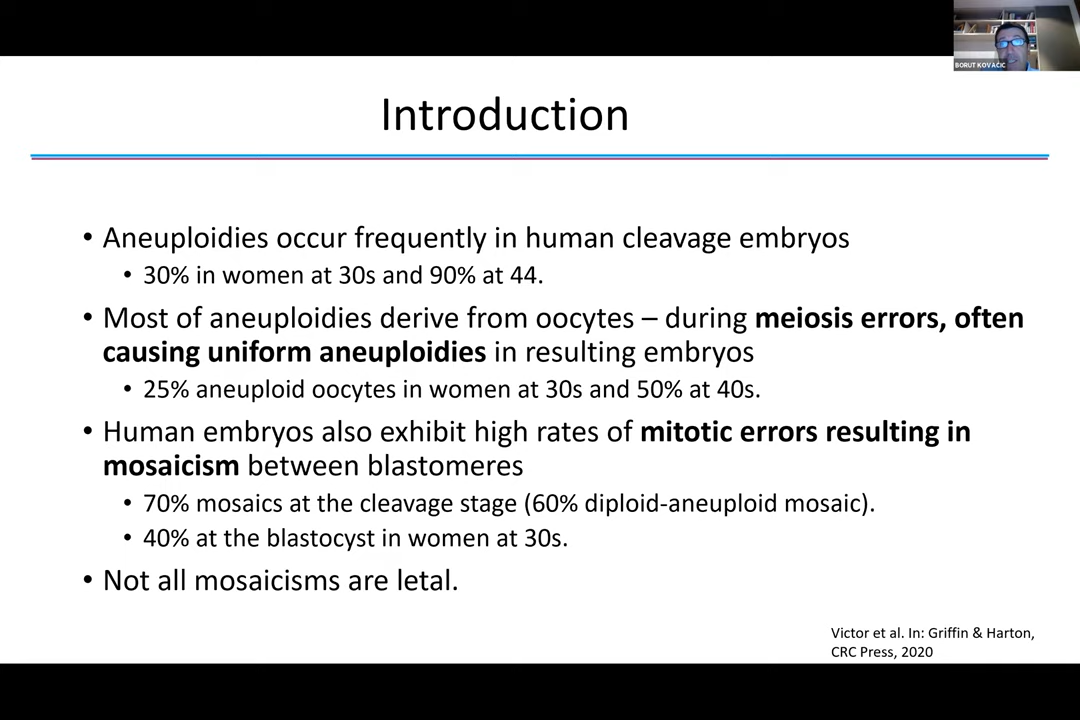 BORUT KOVAČIČ
Introduction
• Aneuploidies occur frequently in human cleavage embryos
• 30% in women at 30s and 90% at 44.
• Most of aneuploidies derive from oocytes – during meiosis errors, often
causing uniform aneuploidies in resulting embryos
• 25% aneuploid oocytes in women at 30s and 50% at 40s.
• Human embryos also exhibit high rates of mitotic errors resulting in
mosaicism between blastomeres
• 70% mosaics at the cleavage stage (60% diploid-aneuploid mosaic).
• 40% at the blastocyst in women at 30s.
• Not all mosaicisms are letal.
Victor et al. In: Griffin & Harton,
CRC Press, 2020